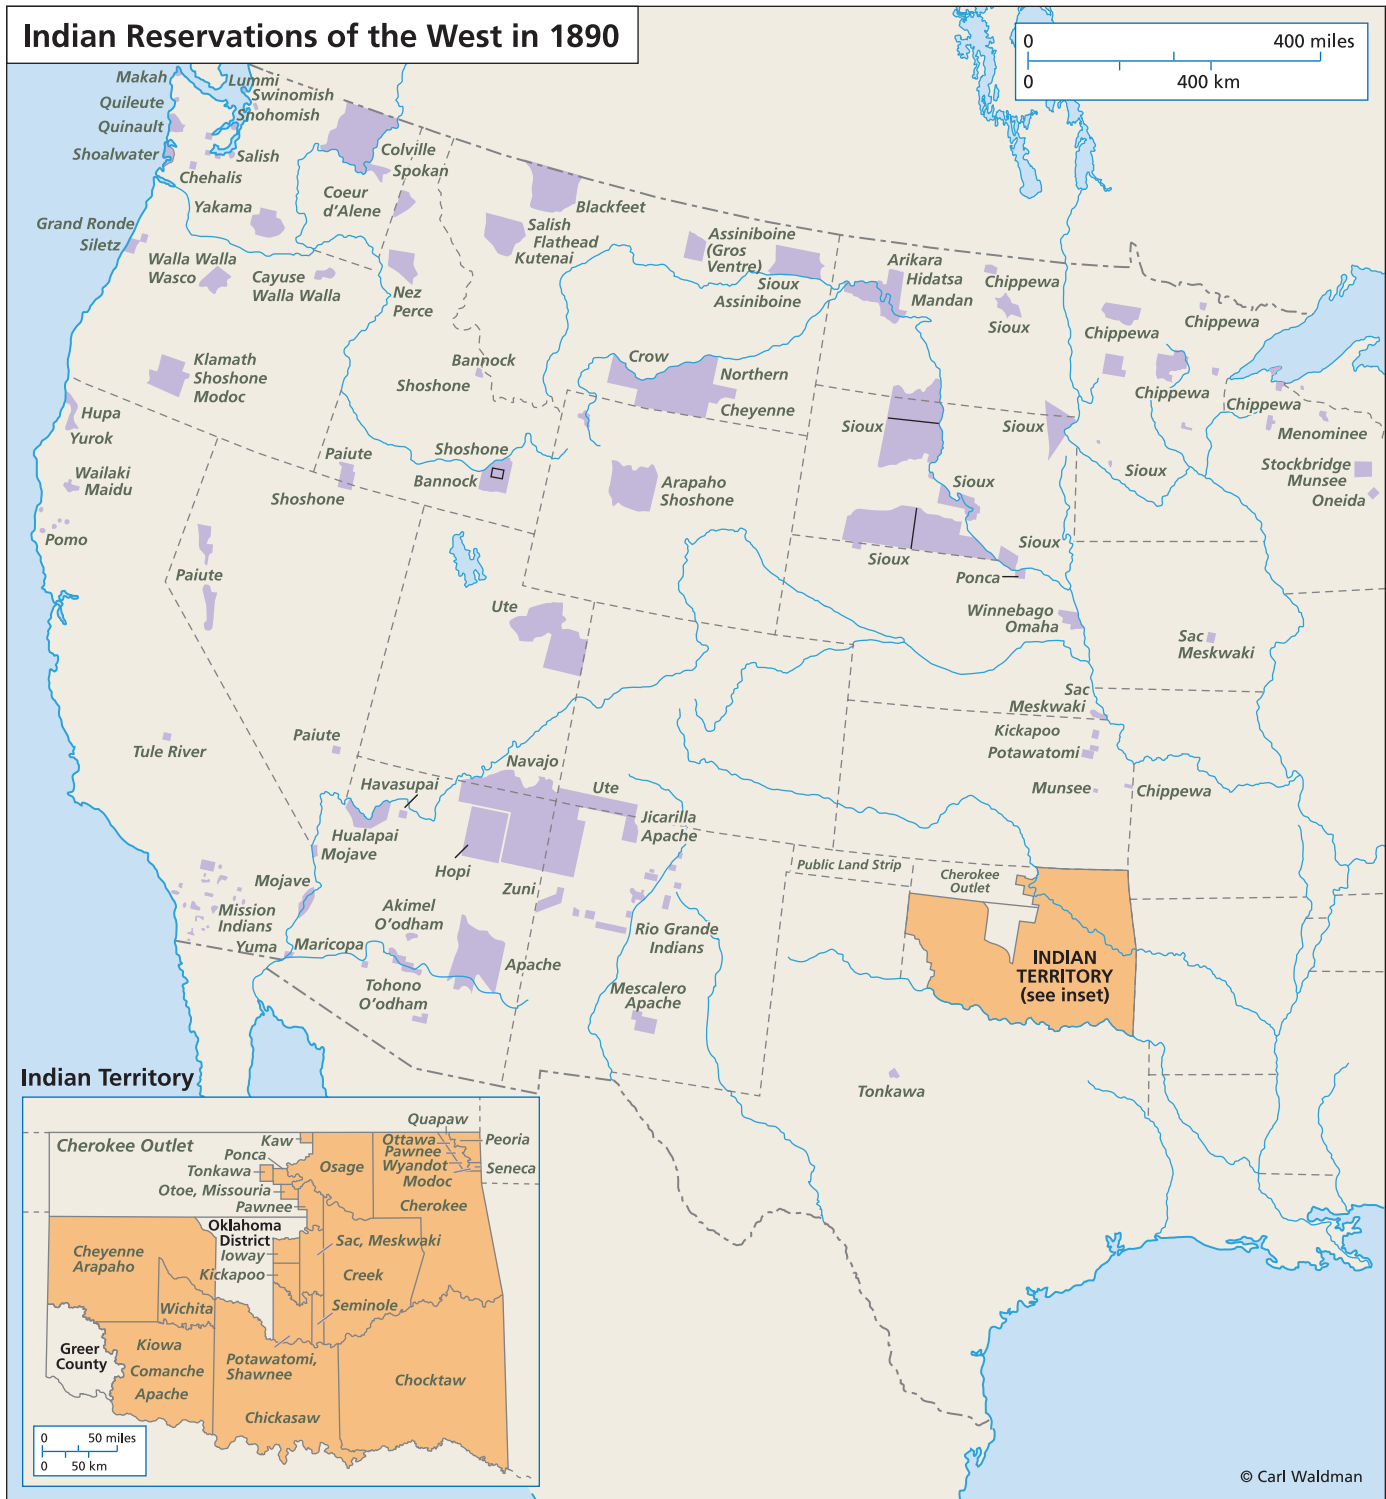 Indian Reservations of the West in 1890
0 400 miles
0 400 km
Makah
Quileute
Quinault
Shoalwater
Lummi
Swinomish
Snohomish
Salish
Chehalis
Colville
Spokan
Coeur
d'Alene
Yakama
Grand Ronde
Siletz
Walla Walla
Wasco
Cayuse
Walla Walla
Nez
Perce
Blackfeet
Salish
Flathead
Kutenai
Assiniboine
(Gros
Ventre)
Sioux
Assiniboine
Arikara
Hidatsa
Mandan
Chippewa
Sioux
Chippewa
Chippewa
Chippewa
Chippewa
Menominee
Stockbridge
Munsee
Oneida
Klamath
Shoshone
Modoc
Bannock
Shoshone
Crow
Northern
Cheyenne
Sioux
Sioux
Sioux
Hupa
Yurok
Wailaki
Maidu
Pomo
Paiute
Shoshone
Shoshone
Bannock
Arapaho
Shoshone
Sioux
Sioux
Sioux
Ponca
Paiute
Ute
Winnebago
Omaha
Sac
Meskwaki
Sac
Meskwaki
Kickapoo
Potawatomi
Munsee
Chippewa
Tule River
Paiute
Navajo
Havasupai
Ute
Hualapai
Mojave
Jicarilla
Apache
Hopi
Zuni
Mojave
Mission
Indians
Yuma
Maricopa
Akimel
O'odham
Tohono
O'odham
Apache
Rio Grande
Indians
Mescalero
Apache
Public Land Strip
Cherokee
Outlet
INDIAN
TERRITORY
(see inset)
Tonkawa
Indian Territory
Cherokee Outlet
Kaw
Ponca
Tonkawa
Otoe, Missouria
Pawnee
Osage
Quapaw
Ottawa
Pawnee
Wyandot
Modoc
Peoria
Seneca
Cherokee
Oklahoma
District
Ioway
Kickapoo
Sac, Meskwaki
Creek
Seminole
Cheyenne
Arapaho
Wichita
Greer
County
Kiowa
Comanche
Apache
Potawatomi,
Shawnee
Chickasaw
Chocktaw
0 50 miles
0 50 km
© Carl Waldman